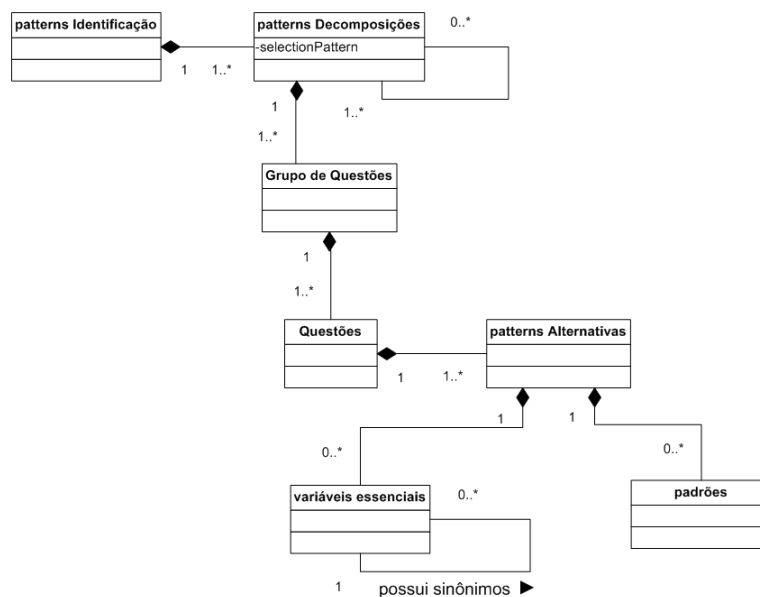 patterns Identificação
patterns Decomposições
-selectionPattern
0..*
1
1..*
1..*
1
1..*
Grupo de Questões
1
1..*
Questões
patterns Alternativas
1
1..*
1
1
0..*
0..*
variáveis essenciais
0..*
padrões
1
possui sinônimos